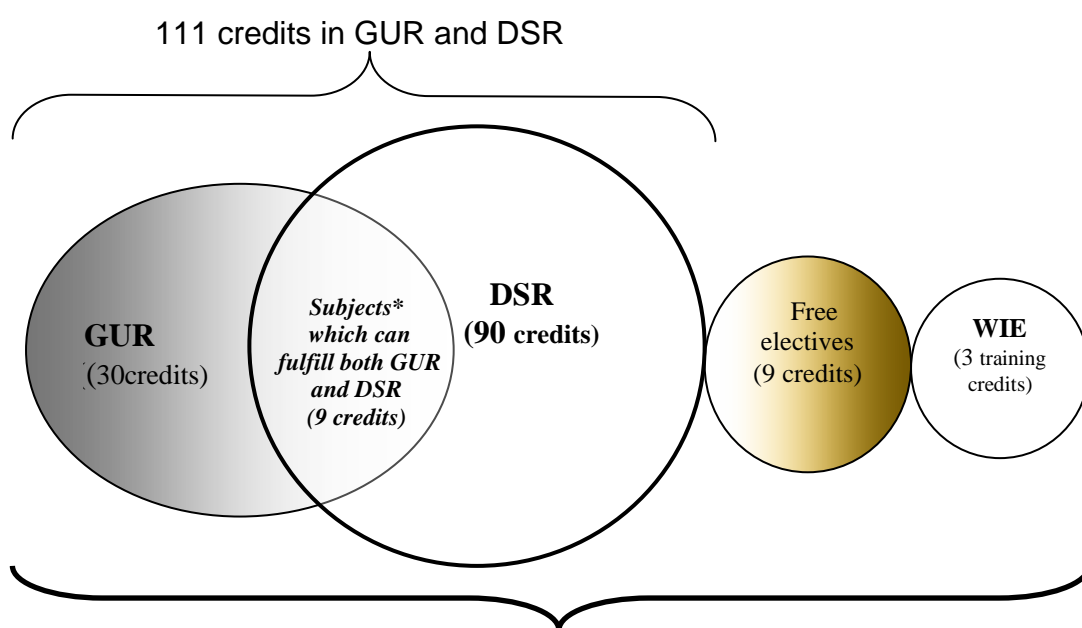 111 credits in GUR and DSR
GUR
(30credits)
Subjects*
which can
fulfill both GUR
and DSR
(9 credits)
DSR
(90 credits)
Free
electives
(9 credits)
WIE
(3 training
credits)